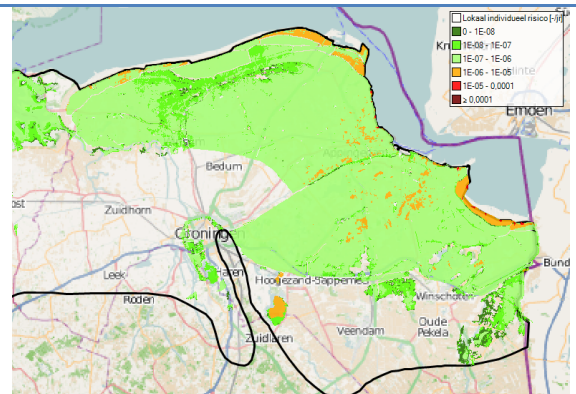 Lokaal individueel risico [-/jr]
0 - 1E-08
1E-08 - 1E-07
1E-07 - 1E-06
1E-06 - 1E-05
1E-05 - 0,0001
≥ 0,0001
Emden
Bedum
Zuidhorn
Groningen
Leek
Haren
Hoogezand-Sappemeer
Bund
Roden
Winschoten
Zuidlaren
Veendam
Oude
Pekela